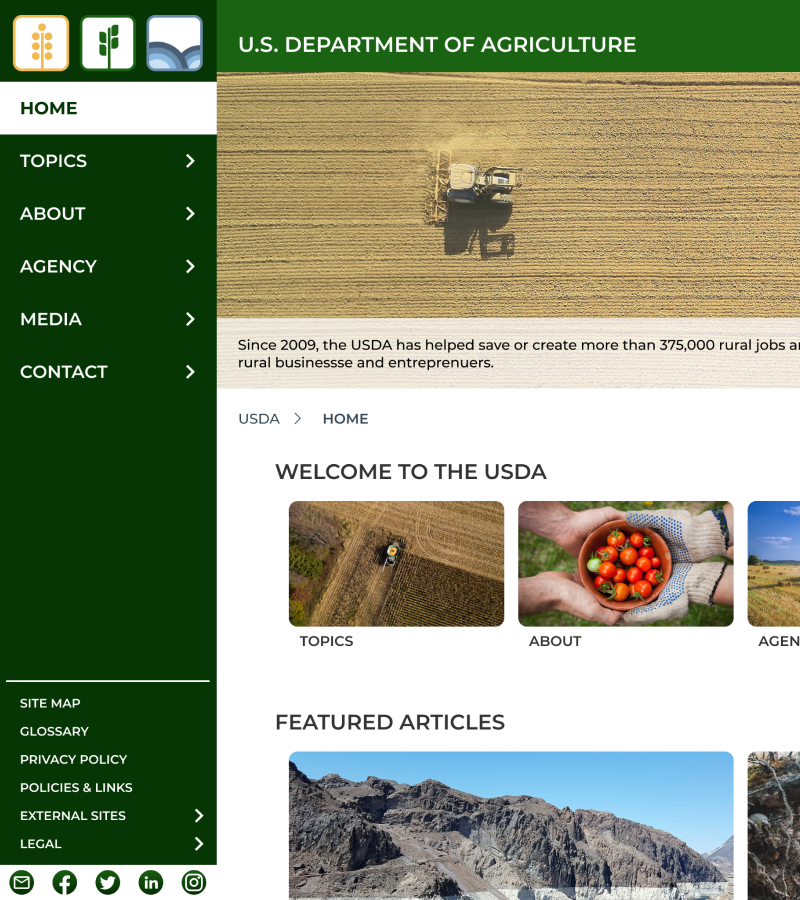 U.S. DEPARTMENT OF AGRICULTURE
HOME
TOPICS
ABOUT
AGENCY
MEDIA
CONTACT
SITE MAP
GLOSSARY
PRIVACY POLICY
POLICIES & LINKS
EXTERNAL SITES
LEGAL
Since 2009, the USDA has helped save or create more than 375,000 rural jobs
rural businessse and entreprenuers.
USDA > HOME
WELCOME TO THE USDA
TOPICS
ABOUT
AGEN
FEATURED ARTICLES